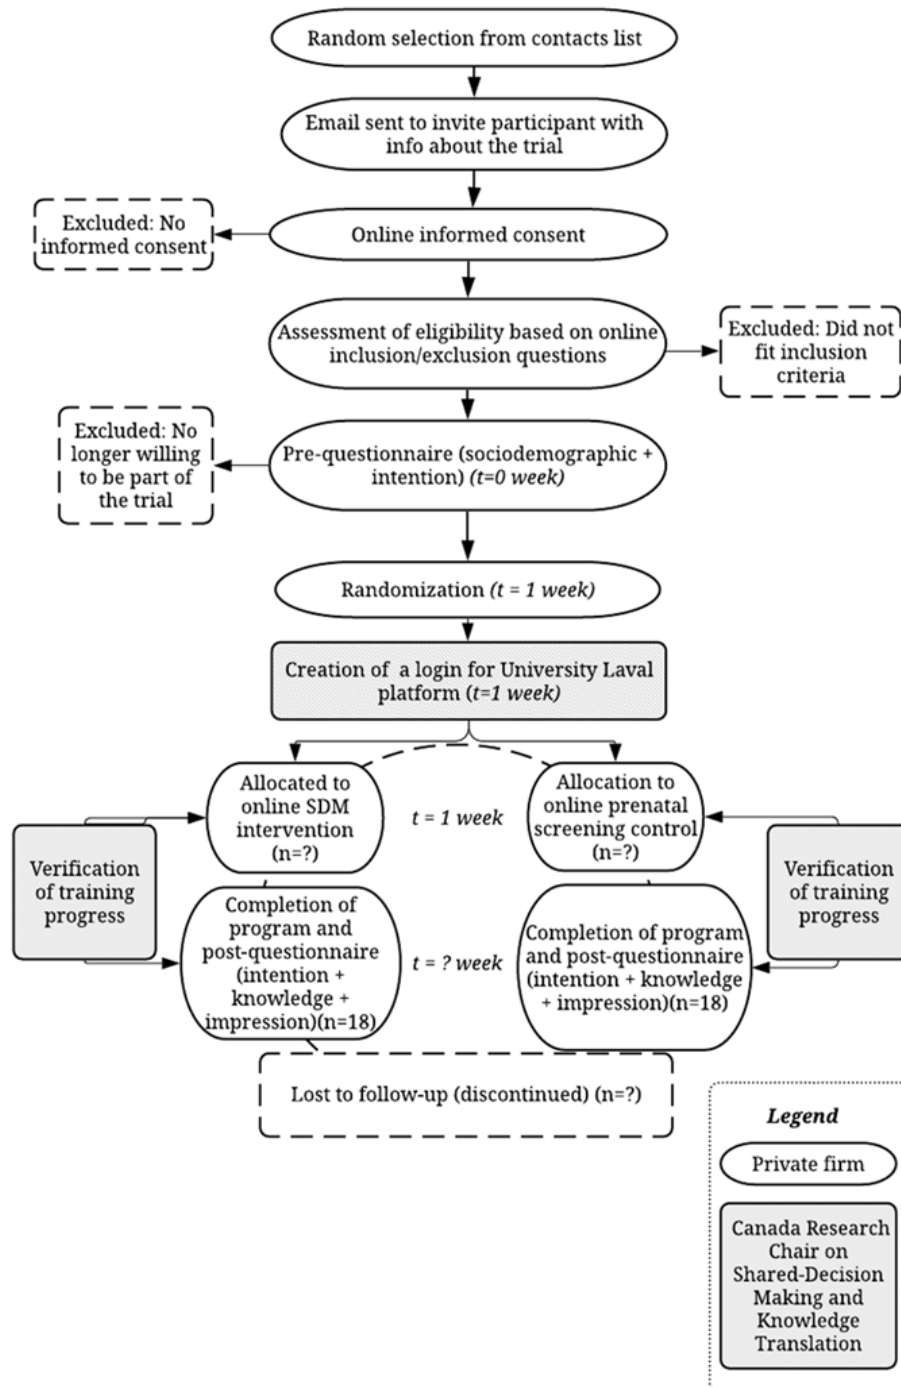 Random selection from contacts list
Email sent to invite participant with
info about the trial
Excluded: No
informed consent
Online informed consent
Assessment of eligibility based on online
inclusion/exclusion questions
Excluded: Did not
fit inclusion
criteria
Excluded: No
longer willing
to be part of
the trial
Pre-questionnaire (sociodemographic +
intention) (t=0 week)
Randomization (t = 1 week)
Creation of a login for University Laval
platform (t=1 week)
Allocated to
online SDM
intervention
(n=?)
t = 1 week
Allocation to
online prenatal
screening control
(n=?)
Verification
of training
progress
Verification
of training
progress
Completion of
program and
post-questionnaire
(intention +
knowledge +
impression)(n=18)
t = ? week
Completion of program
and post-questionnaire
(intention + knowledge
+ impression)(n=18)
Lost to follow-up (discontinued) (n=?)
Legend
Private firm
Canada Research
Chair on
Shared-Decision
Making and
Knowledge
Translation